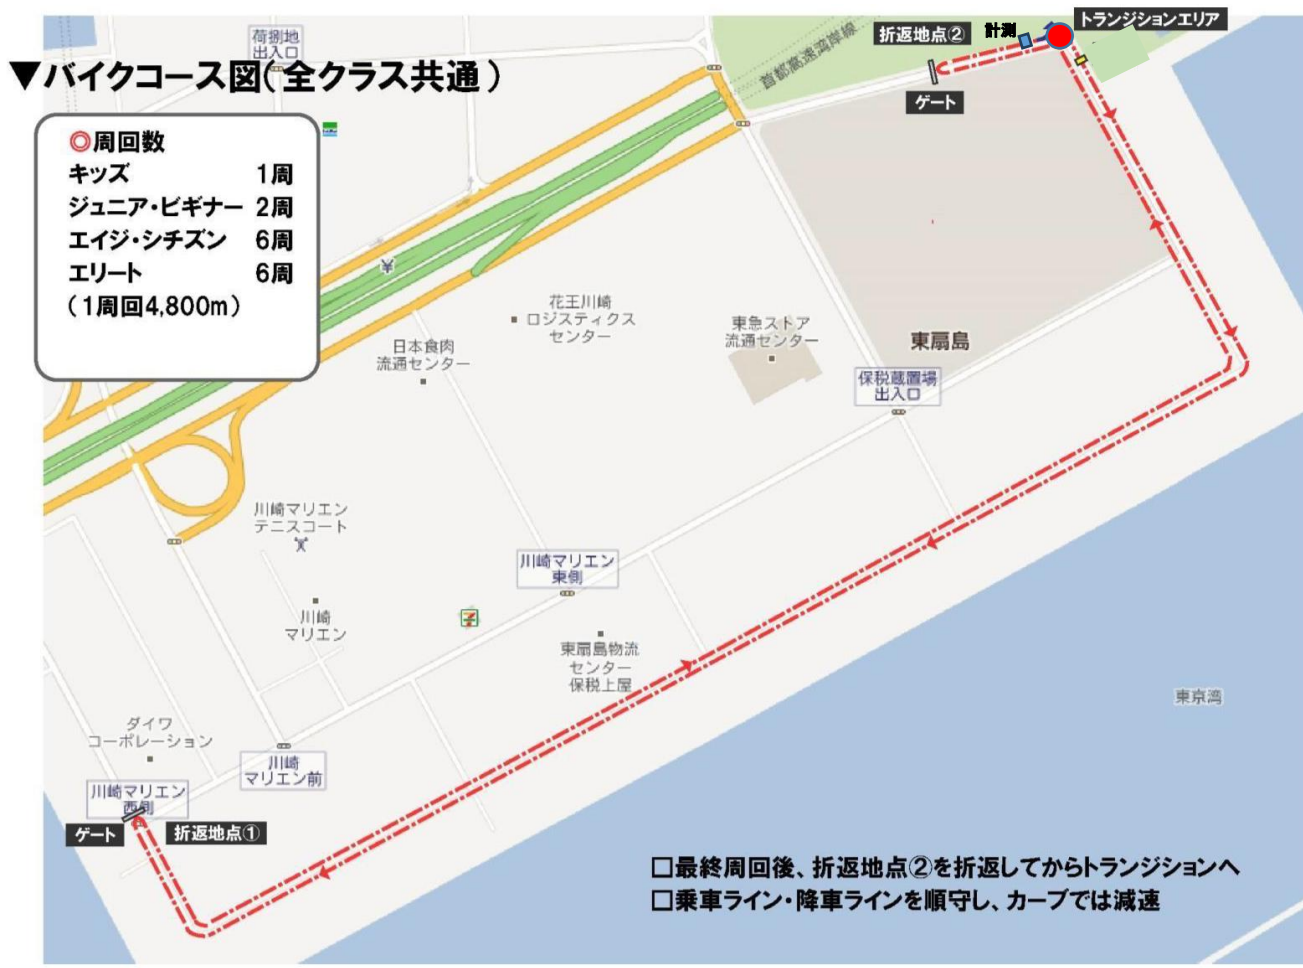 ▼バイクコース図(全クラス共通)
◎周回数
キッズ 1周
ジュニア・ビギナー 2周
エイジ・シチズン 6周
エリート 6周
(1周回4,800m)
荷捌地
出入口
首都高速湾岸線
折返地点②
計測
トランジションエリア
ゲート
花王川崎
ロジスティクス
センター
日本食肉
流通センター
東急ストア
流通センター
東扇島
保税蔵置場
出入口
川崎マリエン
テニスコート
川崎マリエン
東側
川崎
マリエン
東扇島物流
センター
保税上屋
東京湾
ダイワ
コーポレーション
川崎
マリエン前
川崎マリエン
西側
ゲート
折返地点①
□最終周回後、折返地点②を折返してからトランジションへ
□乗車ライン・降車ラインを順守し、カーブでは減速